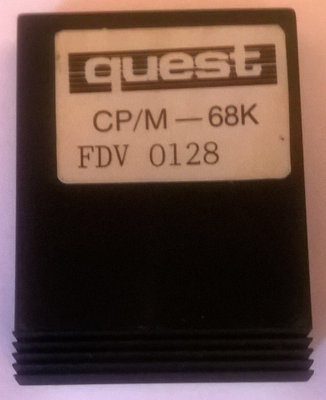 quest
CP/M — 68K
FDV 0128